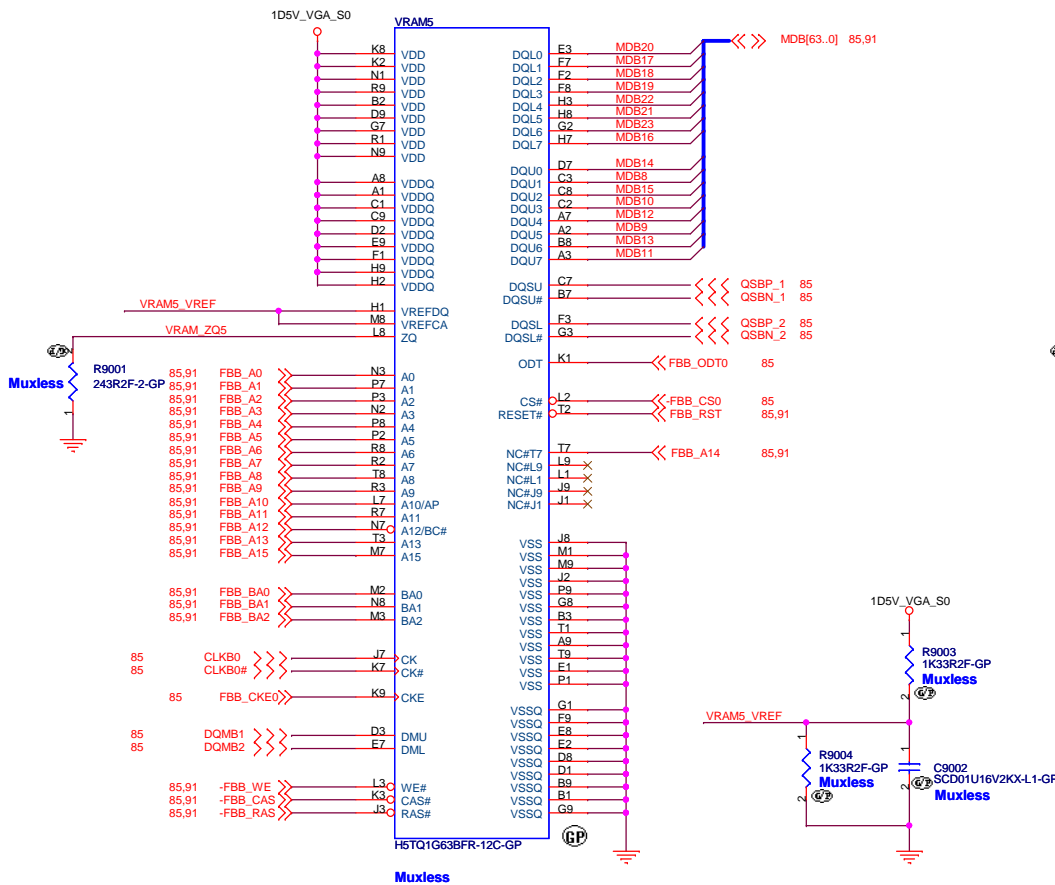 1D5V_VGA_S0
VRAM5
K8 VDD
K2 VDD
N1 VDD
R9 VDD
B2 VDD
D9 VDD
G7 VDD
R1 VDD
N9 VDD
A8 VDDQ
A1 VDDQ
C1 VDDQ
C9 VDDQ
D2 VDDQ
E9 VDDQ
F1 VDDQ
H9 VDDQ
H2 VDDQ
VRAM5_VREF H1 VREFDQ
M8 VREFCA
VRAM_ZQ5 L8 ZQ
R9001
243R2F-2-GP
Muxless
1
85,91 FBB_A0 N3 A0
85,91 FBB_A1 P7 A1
85,91 FBB_A2 P3 A2
85,91 FBB_A3 N2 A3
85,91 FBB_A4 P8 A4
85,91 FBB_A5 P2 A5
85,91 FBB_A6 R8 A6
85,91 FBB_A7 R2 A7
85,91 FBB_A8 T8 A8
85,91 FBB_A9 R3 A9
85,91 FBB_A10 L7 A10/AP
85,91 FBB_A11 R7 A11
85,91 FBB_A12 N7 A12/BC#
85,91 FBB_A13 T3 A13
85,91 FBB_A15 M7 A15
85,91 FBB_BA0 M2 BA0
85,91 FBB_BA1 N8 BA1
85,91 FBB_BA2 M3 BA2
85 CLKB0 J7 CK
85 CLKB0# K7 CK#
85 FBB_CKE0 K9 CKE
85 DQMB1 D3 DMU
85 DQMB2 E7 DML
85,91 -FBB_WE L3 WE#
85,91 -FBB_CAS K3 CAS#
85,91 -FBB_RAS J3 RAS#
DQL0 E3 MDB20
DQL1 F7 MDB17
DQL2 F2 MDB18
DQL3 F8 MDB19
DQL4 H3 MDB22
DQL5 H8 MDB21
DQL6 G2 MDB23
DQL7 H7 MDB16
MDB[63..0] 85,91
DQU0 D7 MDB14
DQU1 C3 MDB8
DQU2 C8 MDB15
DQU3 C2 MDB10
DQU4 A7 MDB12
DQU5 A2 MDB9
DQU6 B8 MDB13
DQU7 A3 MDB11
DQSU C7 QSBP_1 85
DQSU# B7 QSBN_1 85
DQSL F3 QSBP_2 85
DQSL# G3 QSBN_2 85
ODT K1 FBB_ODT0 85
CS# L2 -FBB_CS0 85
RESET# T2 FBB_RST 85,91
NC#T7 T7 FBB_A14 85,91
NC#L9 L9
NC#L1 L1
NC#J9 J9
NC#J1 J1
VSS J8
VSS M1
VSS M9
VSS J2
VSS P9
VSS G8
VSS B3
VSS T1
VSS A9
VSS T9
VSS E1
VSS P1
VSSQ G1
VSSQ F9
VSSQ E8
VSSQ E2
VSSQ D8
VSSQ D1
VSSQ B9
VSSQ B1
VSSQ G9
H5TQ1G63BFR-12C-GP
GP
Muxless
1D5V_VGA_S0
1
R9003
1K33R2F-GP
Muxless
2
G/P
VRAM5_VREF
1
R9004
1K33R2F-GP
Muxless
2
G/P
1
C9002
SCD01U16V2KX-L1-GP
2
G/P
Muxless